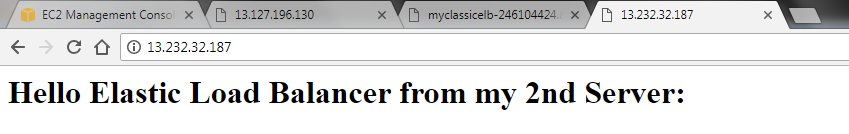 EC2 Management Consol
13.127.196.130
myclassicelb-246104424.
13.232.32.187
13.232.32.187
Hello Elastic Load Balancer from my 2nd Server: